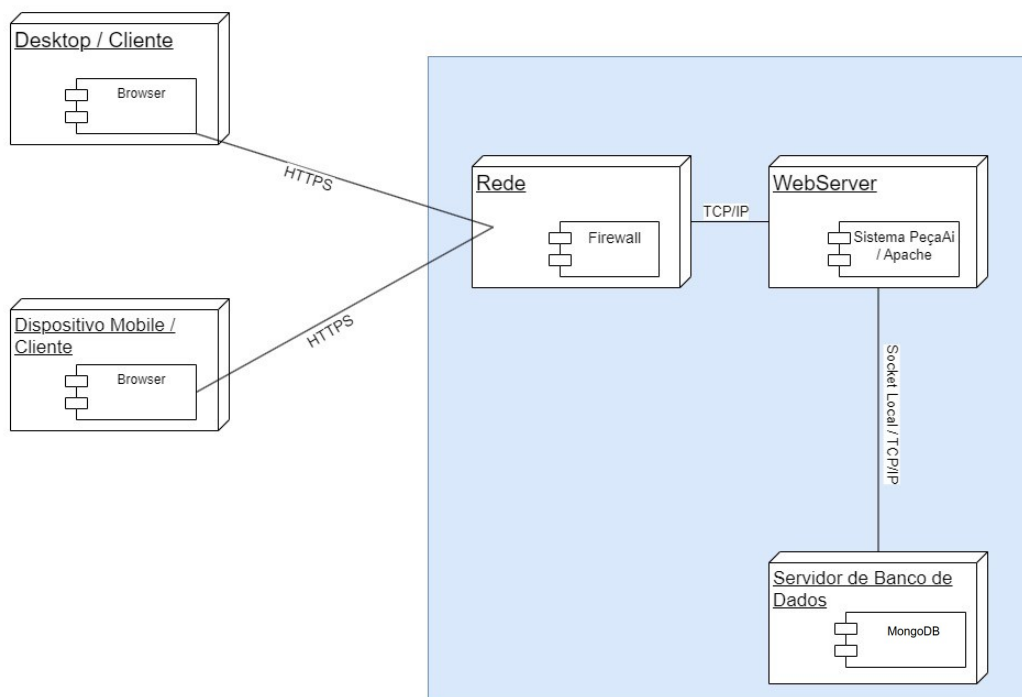 Desktop / Cliente
Browser
HTTPS
Rede
Firewall
TCP/IP
WebServer
Sistema PeçaAi
/ Apache
Dispositivo Mobile /
Cliente
Browser
HTTPS
Socket Local / TCP/IP
Servidor de Banco de
Dados
MongoDB